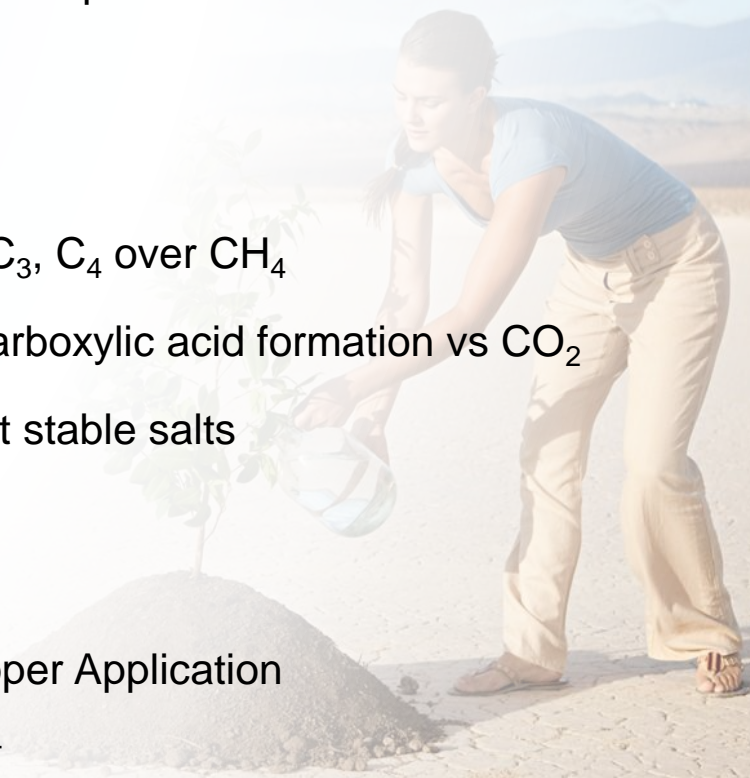 C₃, C₄ over CH₄
arboxylic acid formation vs CO₂
t stable salts
per Application